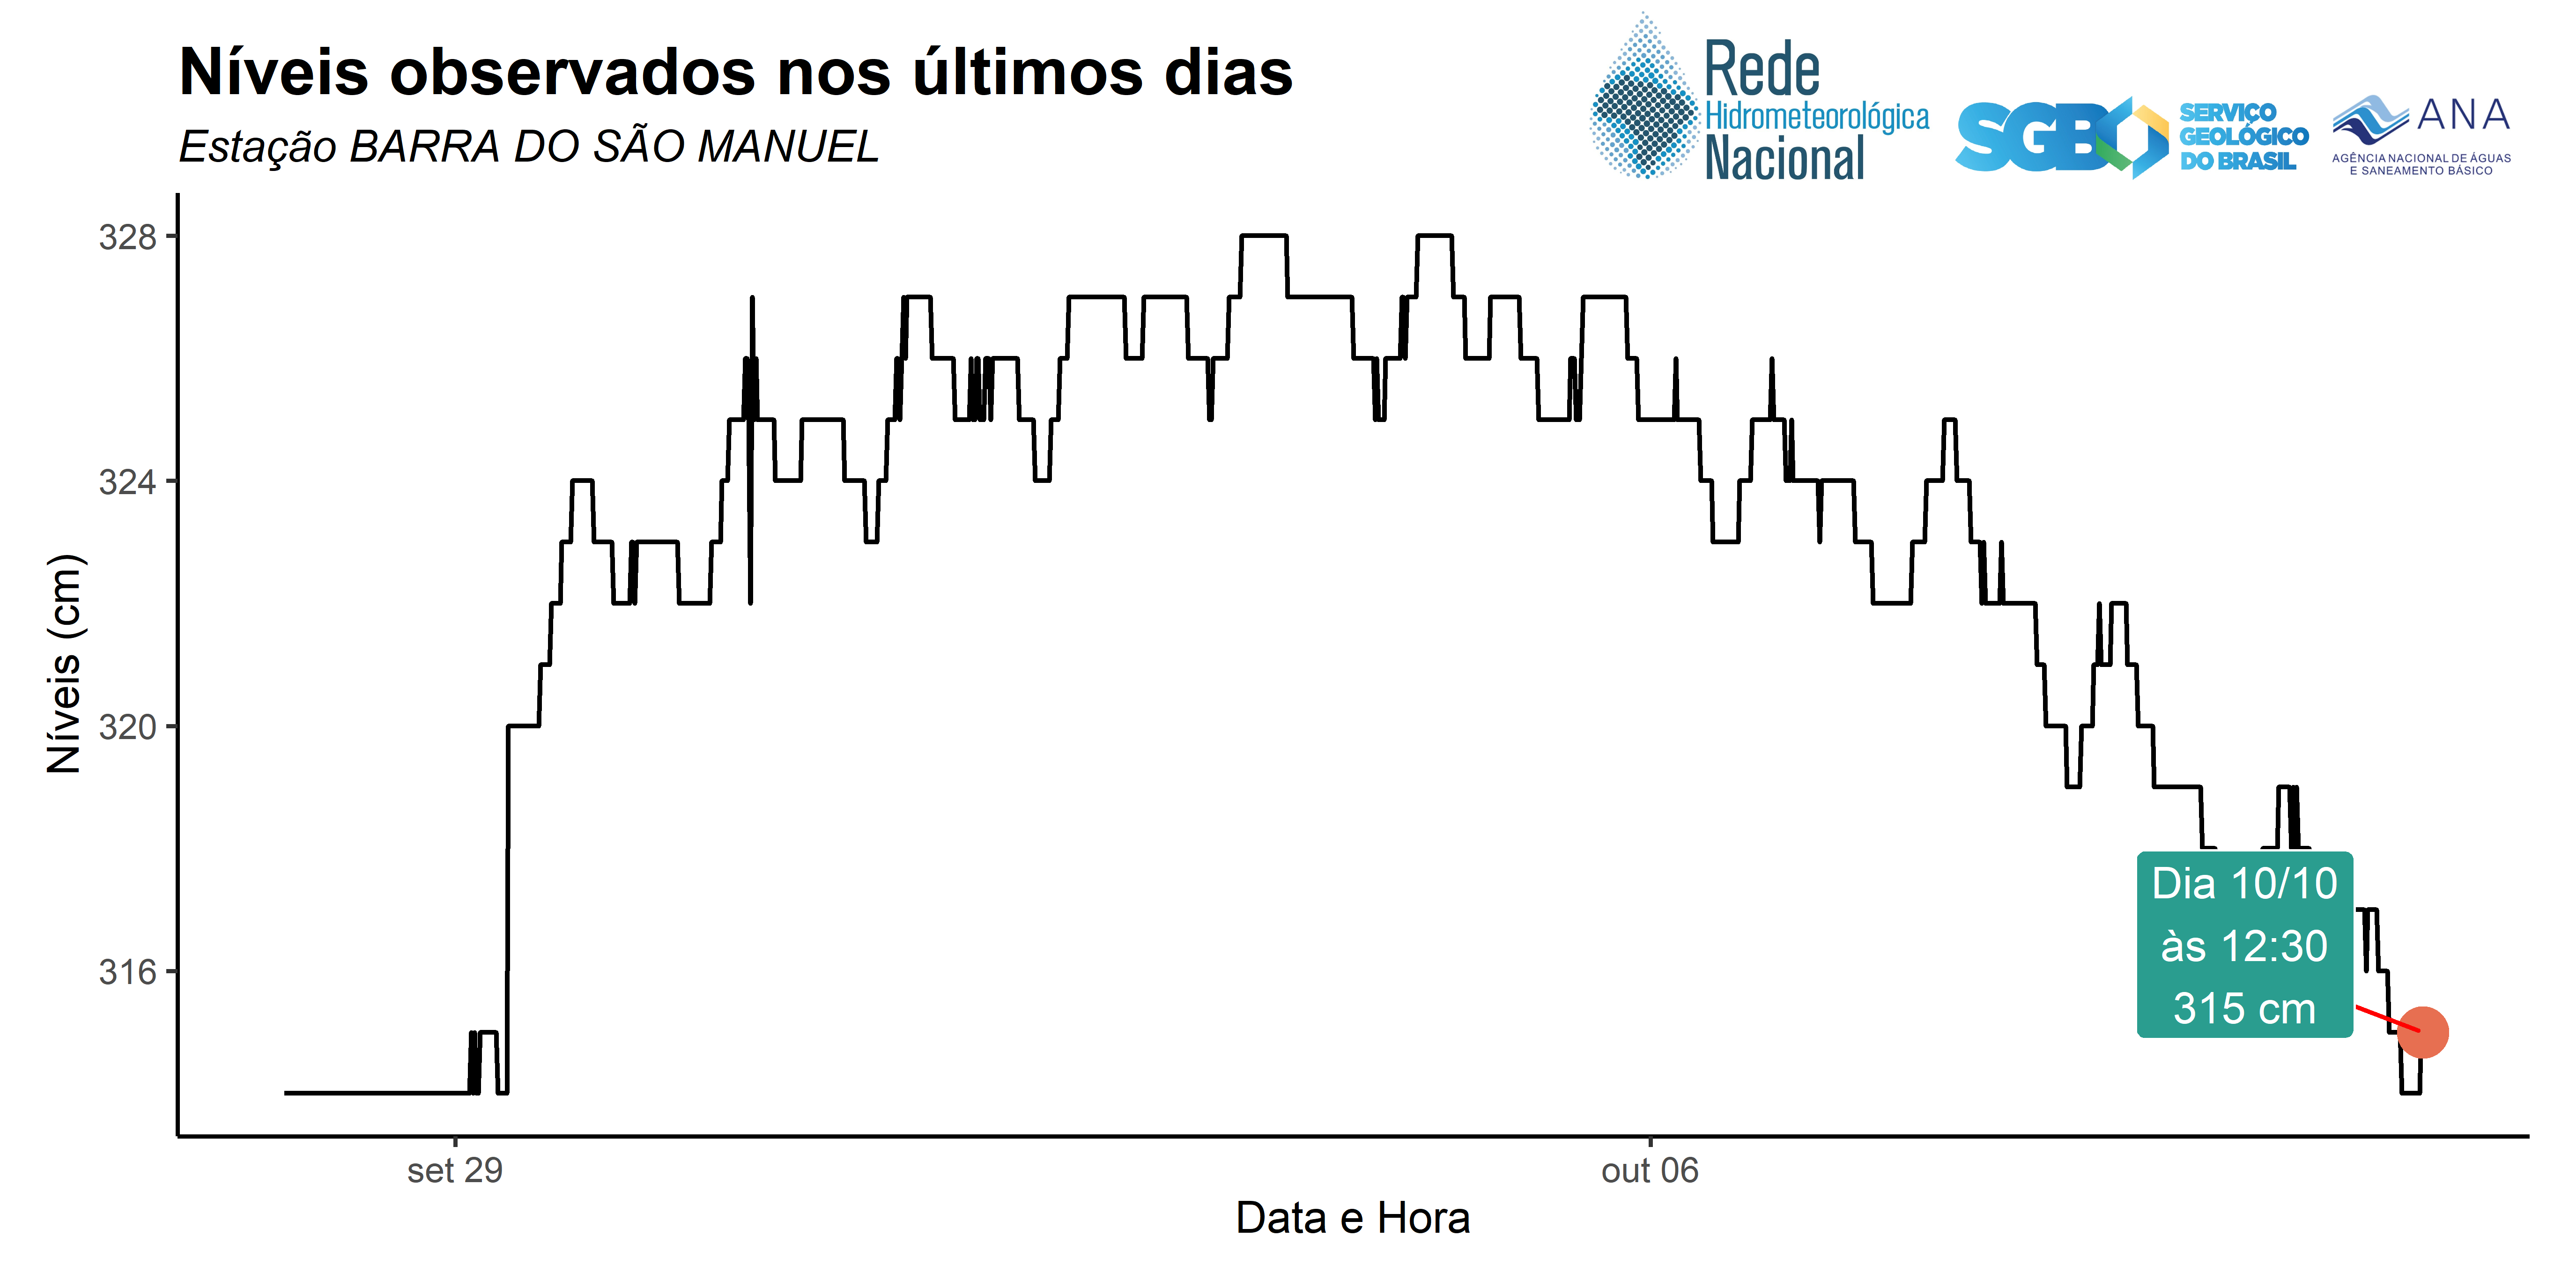 Níveis observados nos últimos dias
Estação BARRA DO SÃO MANUEL
Rede
Hidrometeorológica
Nacional
SGB
SERVIÇO
GEOLÓGICO
DO BRASIL
ANA
AGÊNCIA NACIONAL DE ÁGUAS
E SANEAMENTO BÁSICO
Níveis (cm)
328
324
320
316
Dia 10/10
às 12:30
315 cm
set 29
out 06
Data e Hora